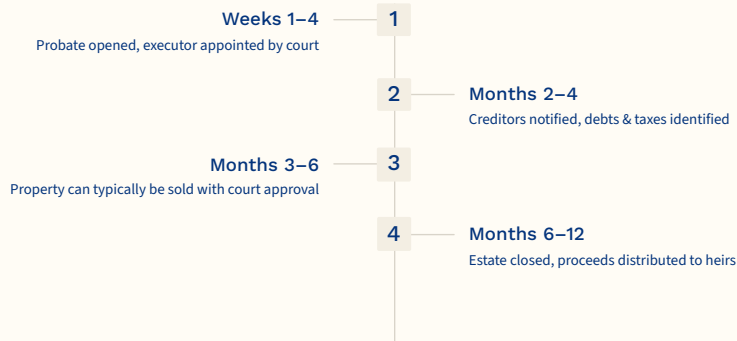 Weeks 1–4
1
Probate opened, executor appointed by court
2
Months 2–4
Creditors notified, debts & taxes identified
Months 3–6
3
Property can typically be sold with court approval
4
Months 6–12
Estate closed, proceeds distributed to heirs